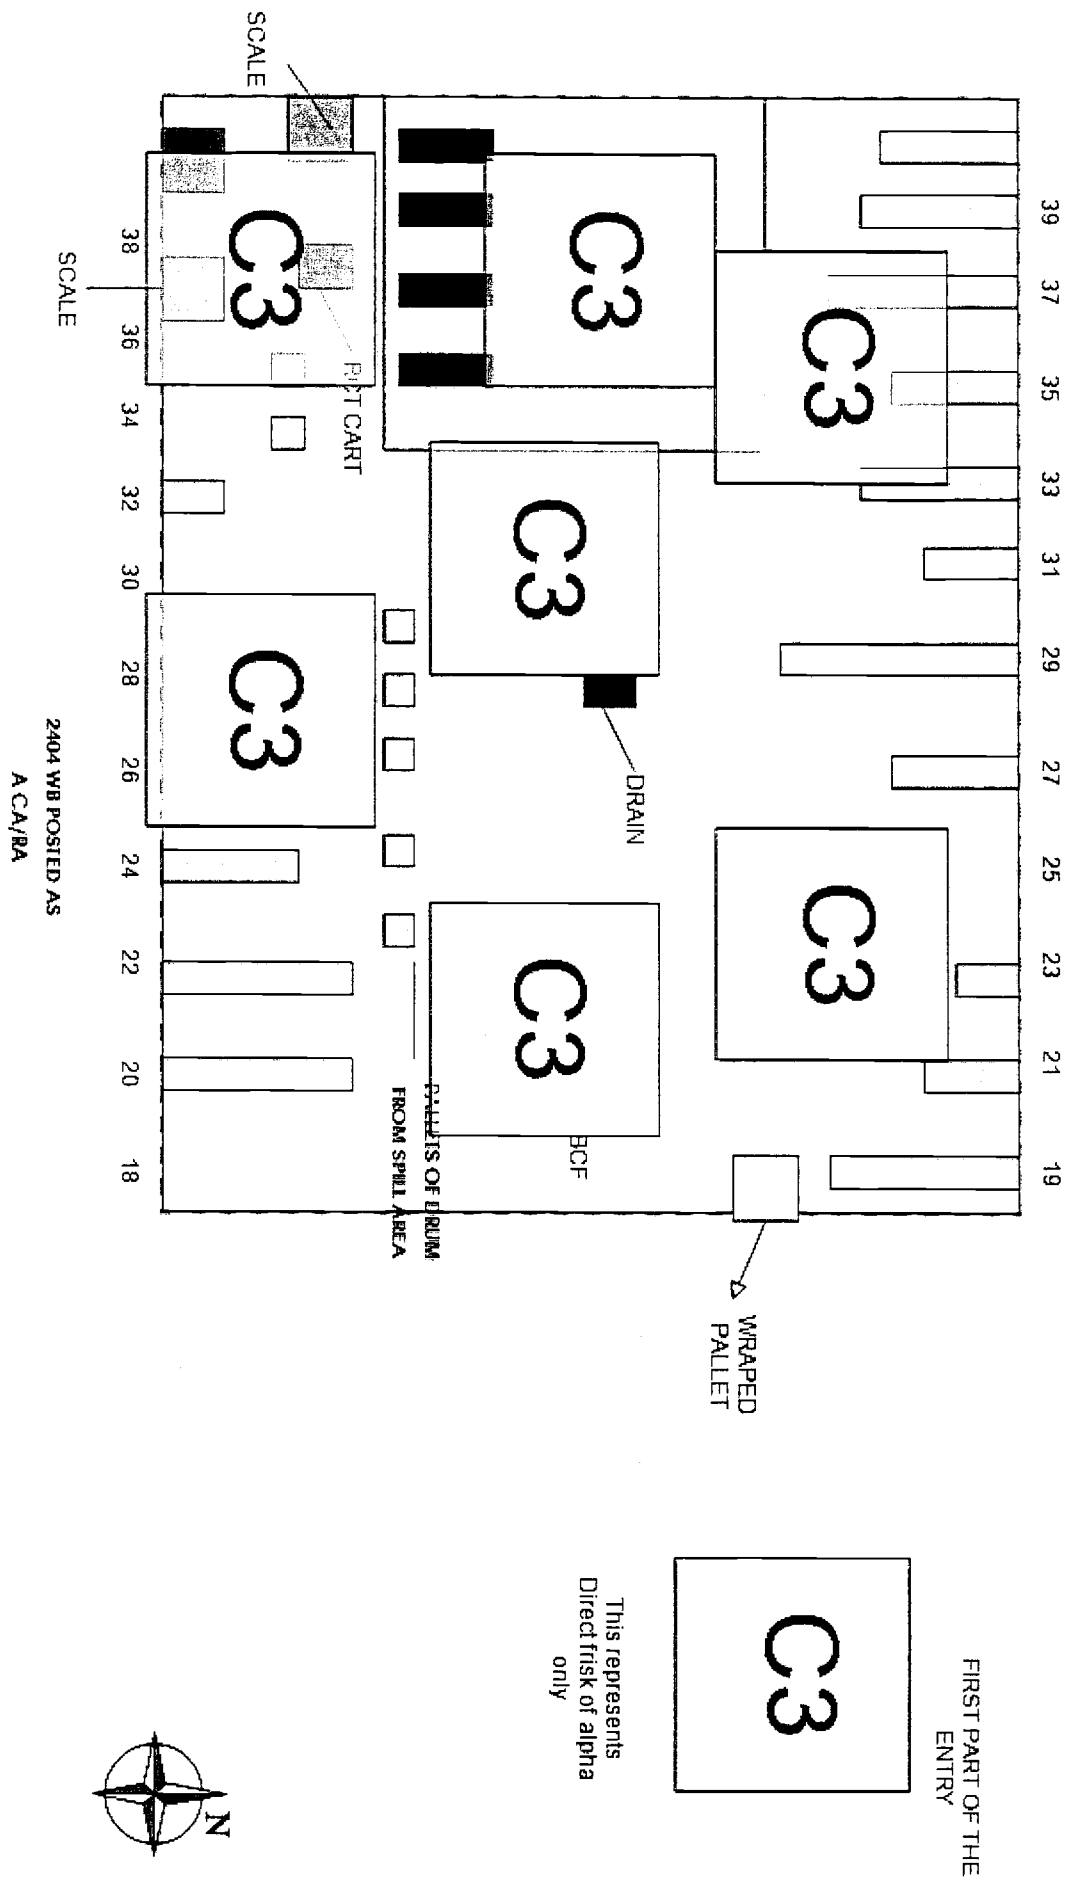 39
37
35
33
31
29
27
25
23
21
19
C3
C3
C3
C3
C3
C3
C3
SCALE
SCALE
RCT CART
DRAIN
BCF
PALLETS OF DRUM
FROM SPILL AREA
WRAPED
PALLET
38
36
34
32
30
28
26
24
22
20
18
2404 WB POSTED AS
A CA/RA
FIRST PART OF THE
ENTRY
C3
This represents
Direct frisk of alpha
only
N